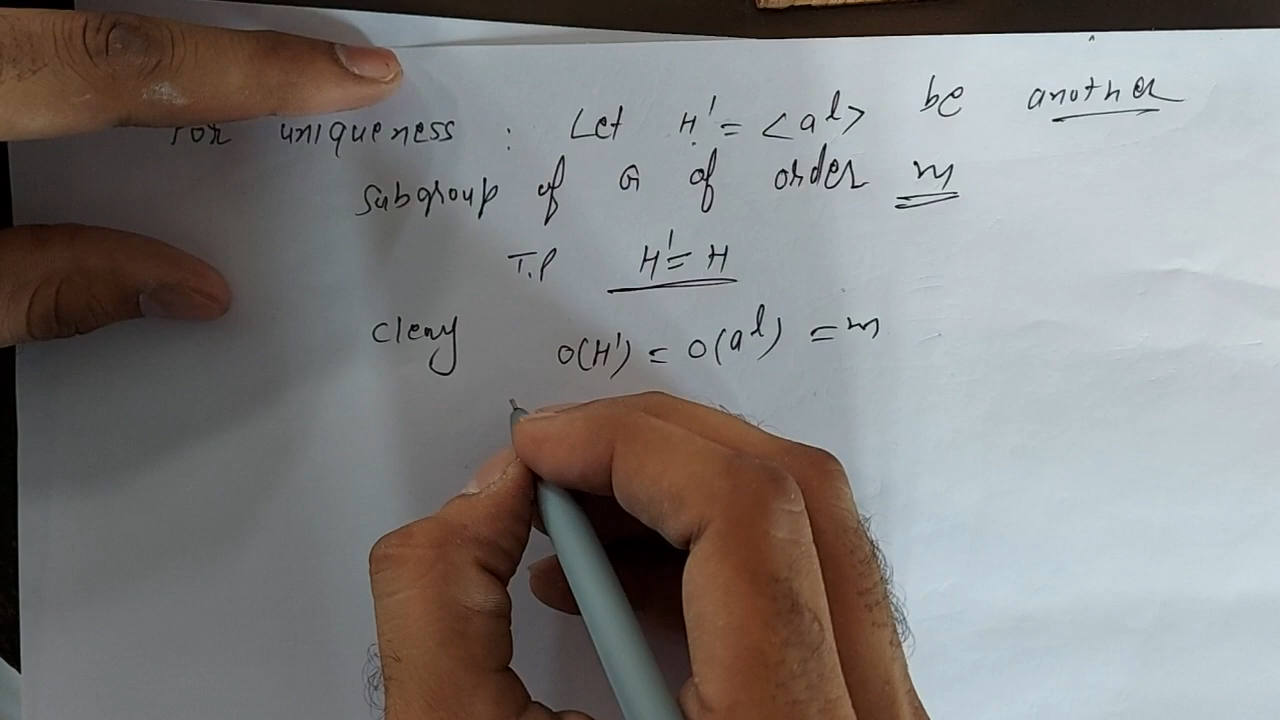 For uniqueness : Let H' = <a^l> be another
subgroup of G of order m
T.P H' = H
Clearly O(H') = O(a^l) = m